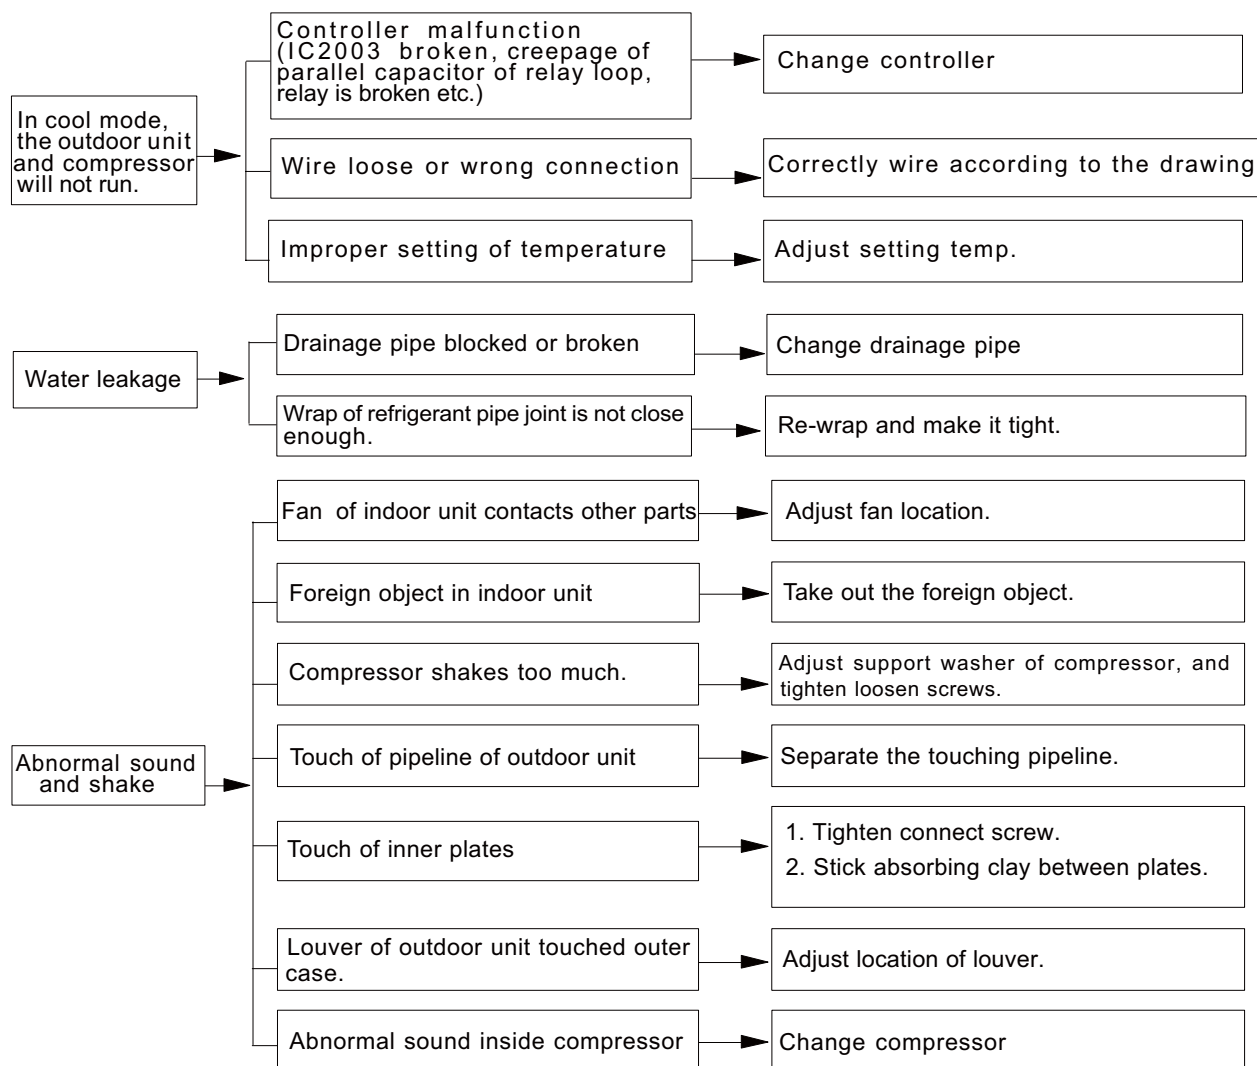 Controller malfunction
(IC2003 broken, creepage of
parallel capacitor of relay loop,
relay is broken etc.)
Change controller
In cool mode,
the outdoor unit
and compressor
will not run.
Wire loose or wrong connection
Correctly wire according to the drawing
Improper setting of temperature
Adjust setting temp.
Water leakage
Drainage pipe blocked or broken
Change drainage pipe
Wrap of refrigerant pipe joint is not close
enough.
Re-wrap and make it tight.
Abnormal sound
and shake
Fan of indoor unit contacts other parts
Adjust fan location.
Foreign object in indoor unit
Take out the foreign object.
Compressor shakes too much.
Adjust support washer of compressor, and
tighten loosen screws.
Touch of pipeline of outdoor unit
Separate the touching pipeline.
Touch of inner plates
1. Tighten connect screw.
2. Stick absorbing clay between plates.
Louver of outdoor unit touched outer
case.
Adjust location of louver.
Abnormal sound inside compressor
Change compressor